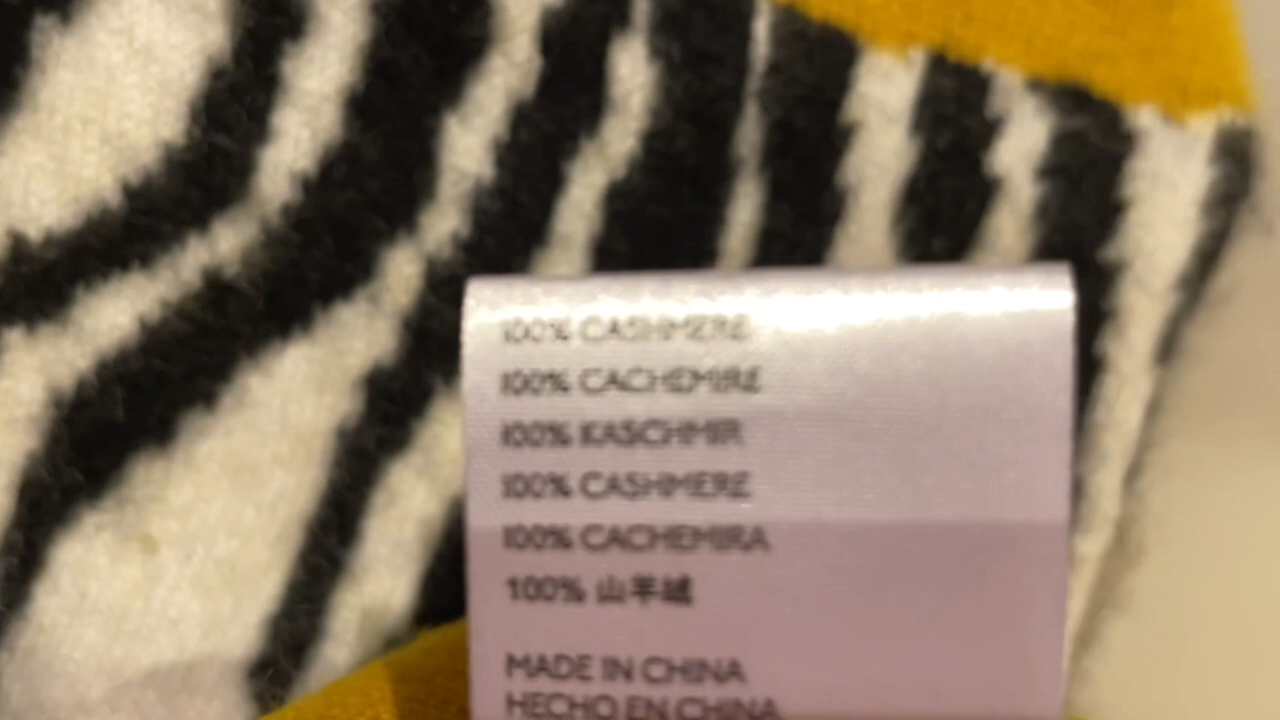 100% CASHMERE
100% CACHEMIRE
100% KASCHMIR
100% CASHMERE
100% CACHEMIRA
100% 山羊绒
MADE IN CHINA
HECHO EN CHINA